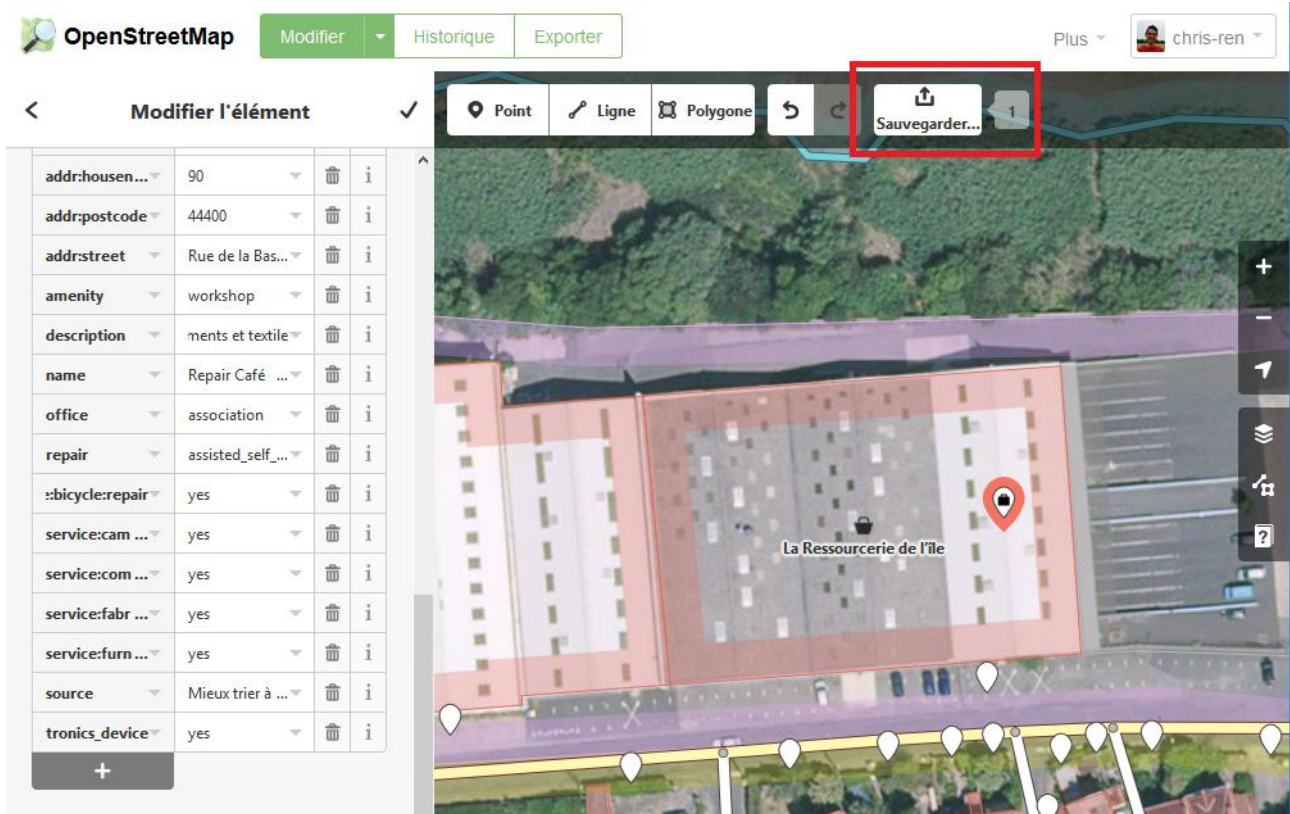 OpenStreetMap Modifier Historique Exporter Plus chris-ren
Modifier l'élément
Point Ligne Polygone Sauvegarder... 1
addr:housen... 90 i
addr:postcode 44400 i
addr:street Rue de la Bas... i
amenity workshop i
description ments et textile i
name Repair Café ... i
office association i
repair assisted_self_... i
::bicycle:repair yes i
service:cam ... yes i
service:com ... yes i
service:fabr ... yes i
service:furn ... yes i
source Mieux trier à ... i
tronics_device yes i
+
La Ressourcerie de l'île
+
−
?